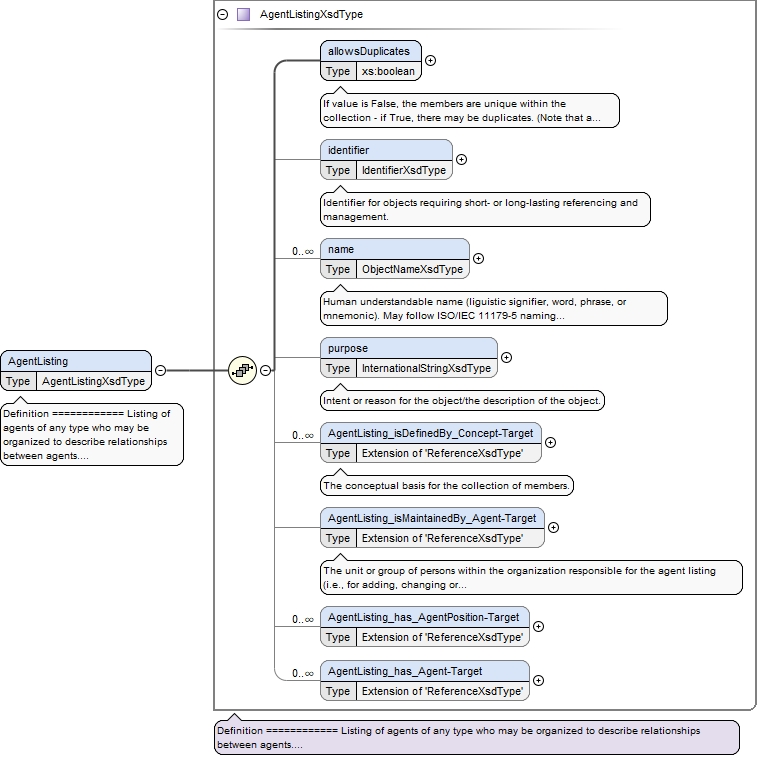 AgentListingXsdType
allowsDuplicates
Type xs:boolean
If value is False, the members are unique within the
collection - if True, there may be duplicates. (Note that a...
identifier
Type IdentifierXsdType
Identifier for objects requiring short- or long-lasting referencing and
management.
0..∞
name
Type ObjectNameXsdType
Human understandable name (liguistic signifier, word, phrase, or
mnemonic). May follow ISO/IEC 11179-5 naming...
purpose
Type InternationalStringXsdType
Intent or reason for the object/the description of the object.
AgentListing
Type AgentListingXsdType
Definition ============ Listing of
agents of any type who may be
organized to describe relationships
between agents....
0..∞
AgentListing_isDefinedBy_Concept-Target
Type Extension of 'ReferenceXsdType'
The conceptual basis for the collection of members.
AgentListing_isMaintainedBy_Agent-Target
Type Extension of 'ReferenceXsdType'
The unit or group of persons within the organization responsible for the agent listing
(i.e., for adding, changing or...
0..∞
AgentListing_has_AgentPosition-Target
Type Extension of 'ReferenceXsdType'
0..∞
AgentListing_has_Agent-Target
Type Extension of 'ReferenceXsdType'
Definition ============ Listing of agents of any type who may be organized to describe relationships
between agents....